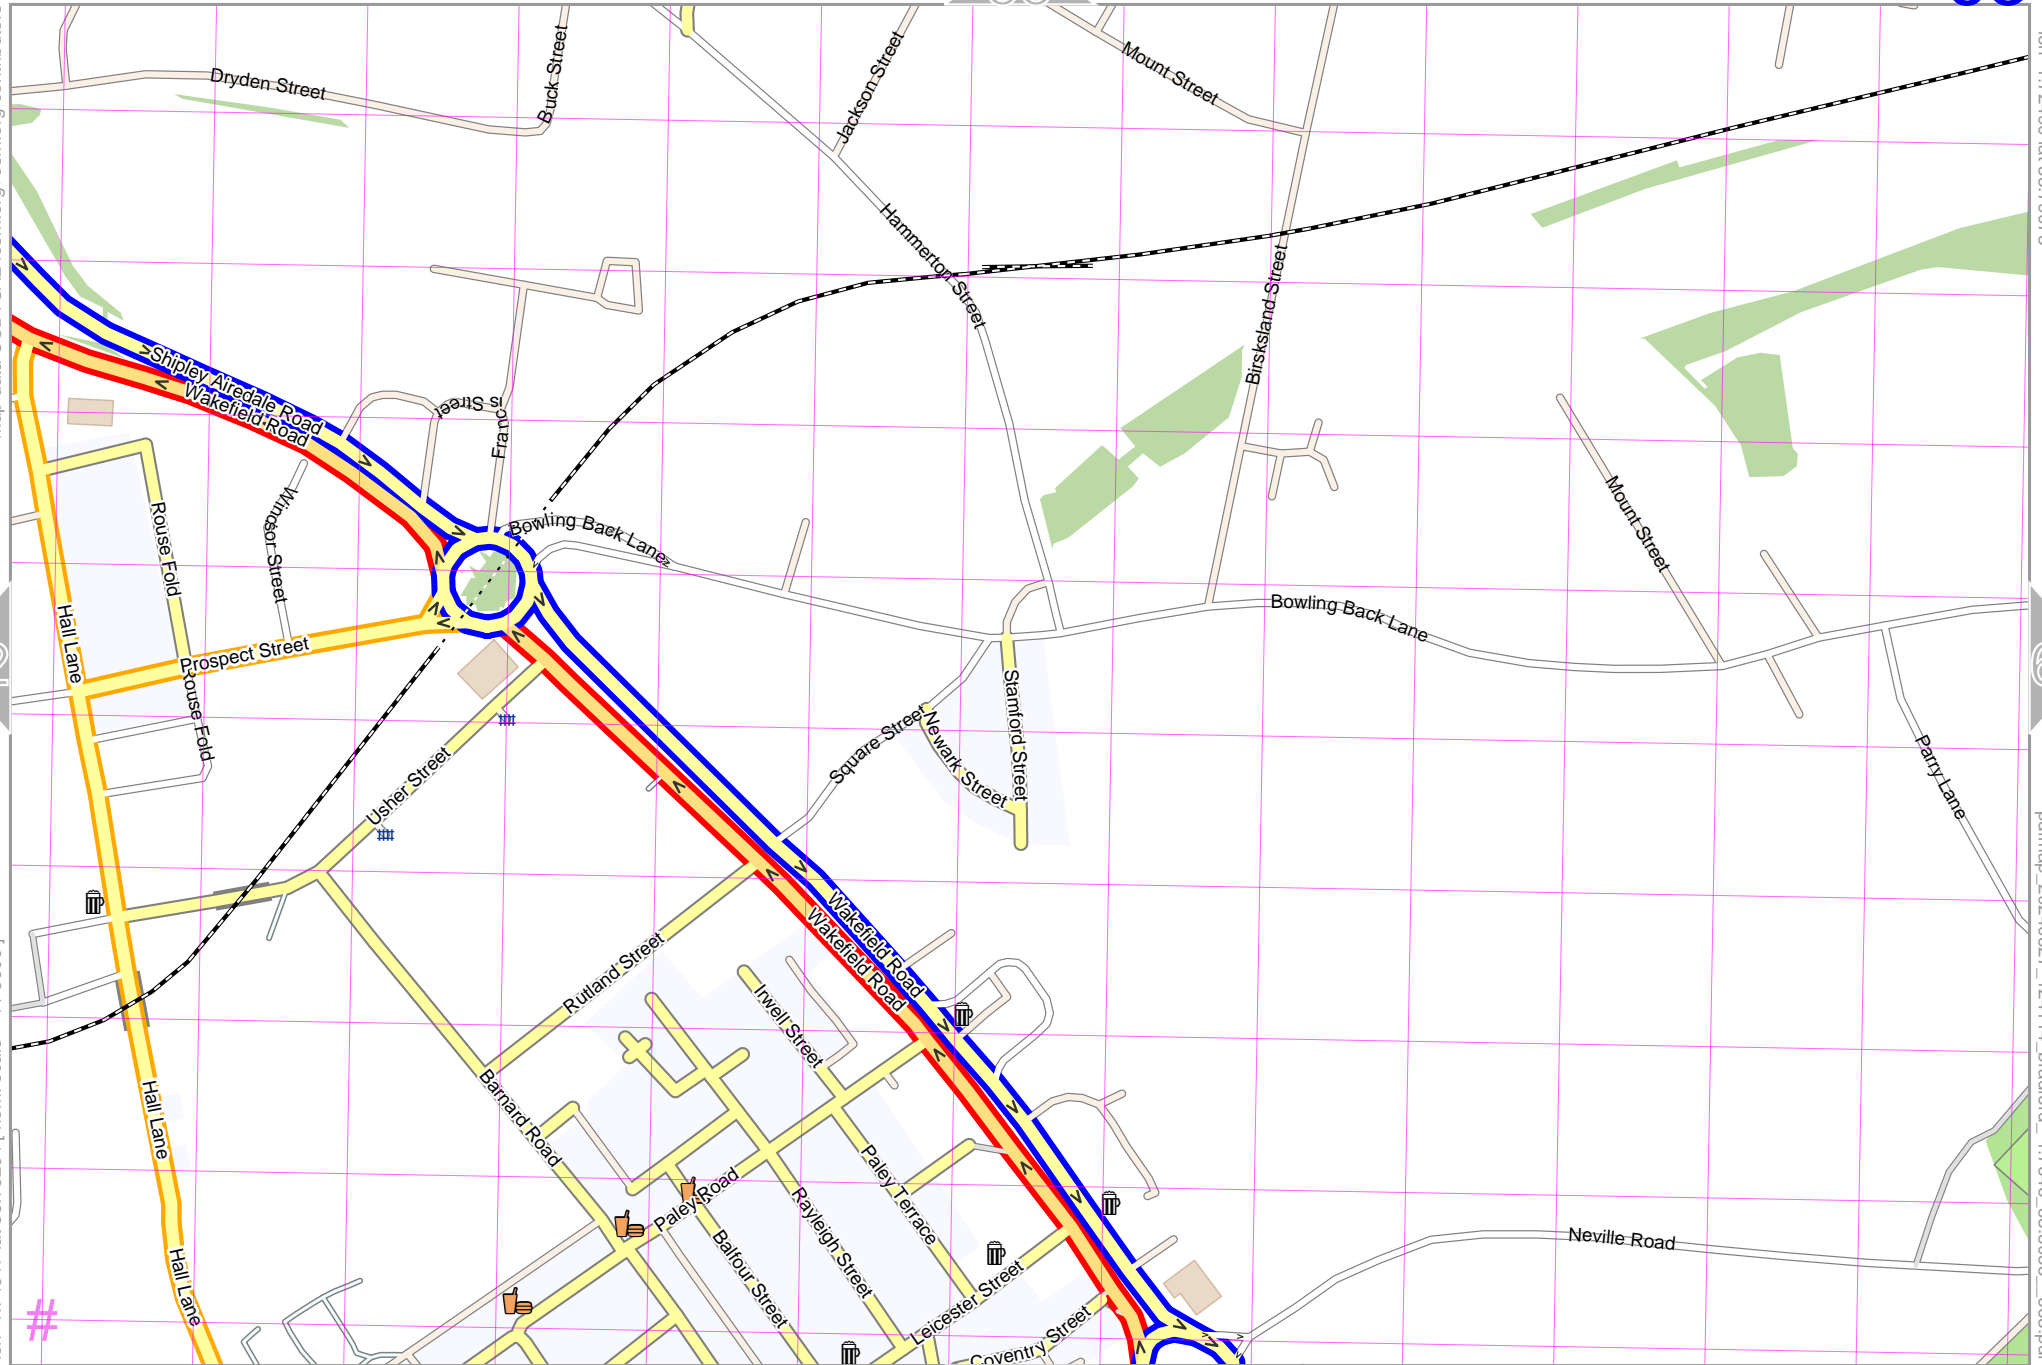 Dryden Street
Buck Street
Jackson Street
Mount Street
Hammerton Street
Birksland Street
Shipley Airedale Road
Wakefield Road
Francis Street
Bowling Back Lane
Bowling Back Lane
Mount Street
Rouse Fold
Windsor Street
Hall Lane
Prospect Street
Rouse Fold
Stamford Street
Square Street
Newark Street
Parry Lane
Usher Street
Wakefield Road
Wakefield Road
Rutland Street
Irwell Street
Barnard Road
Hall Lane
Paley Road
Paley Terrace
Rayleigh Street
Balfour Street
Hall Lane
Leicester Street
Coventry Street
Neville Road
#